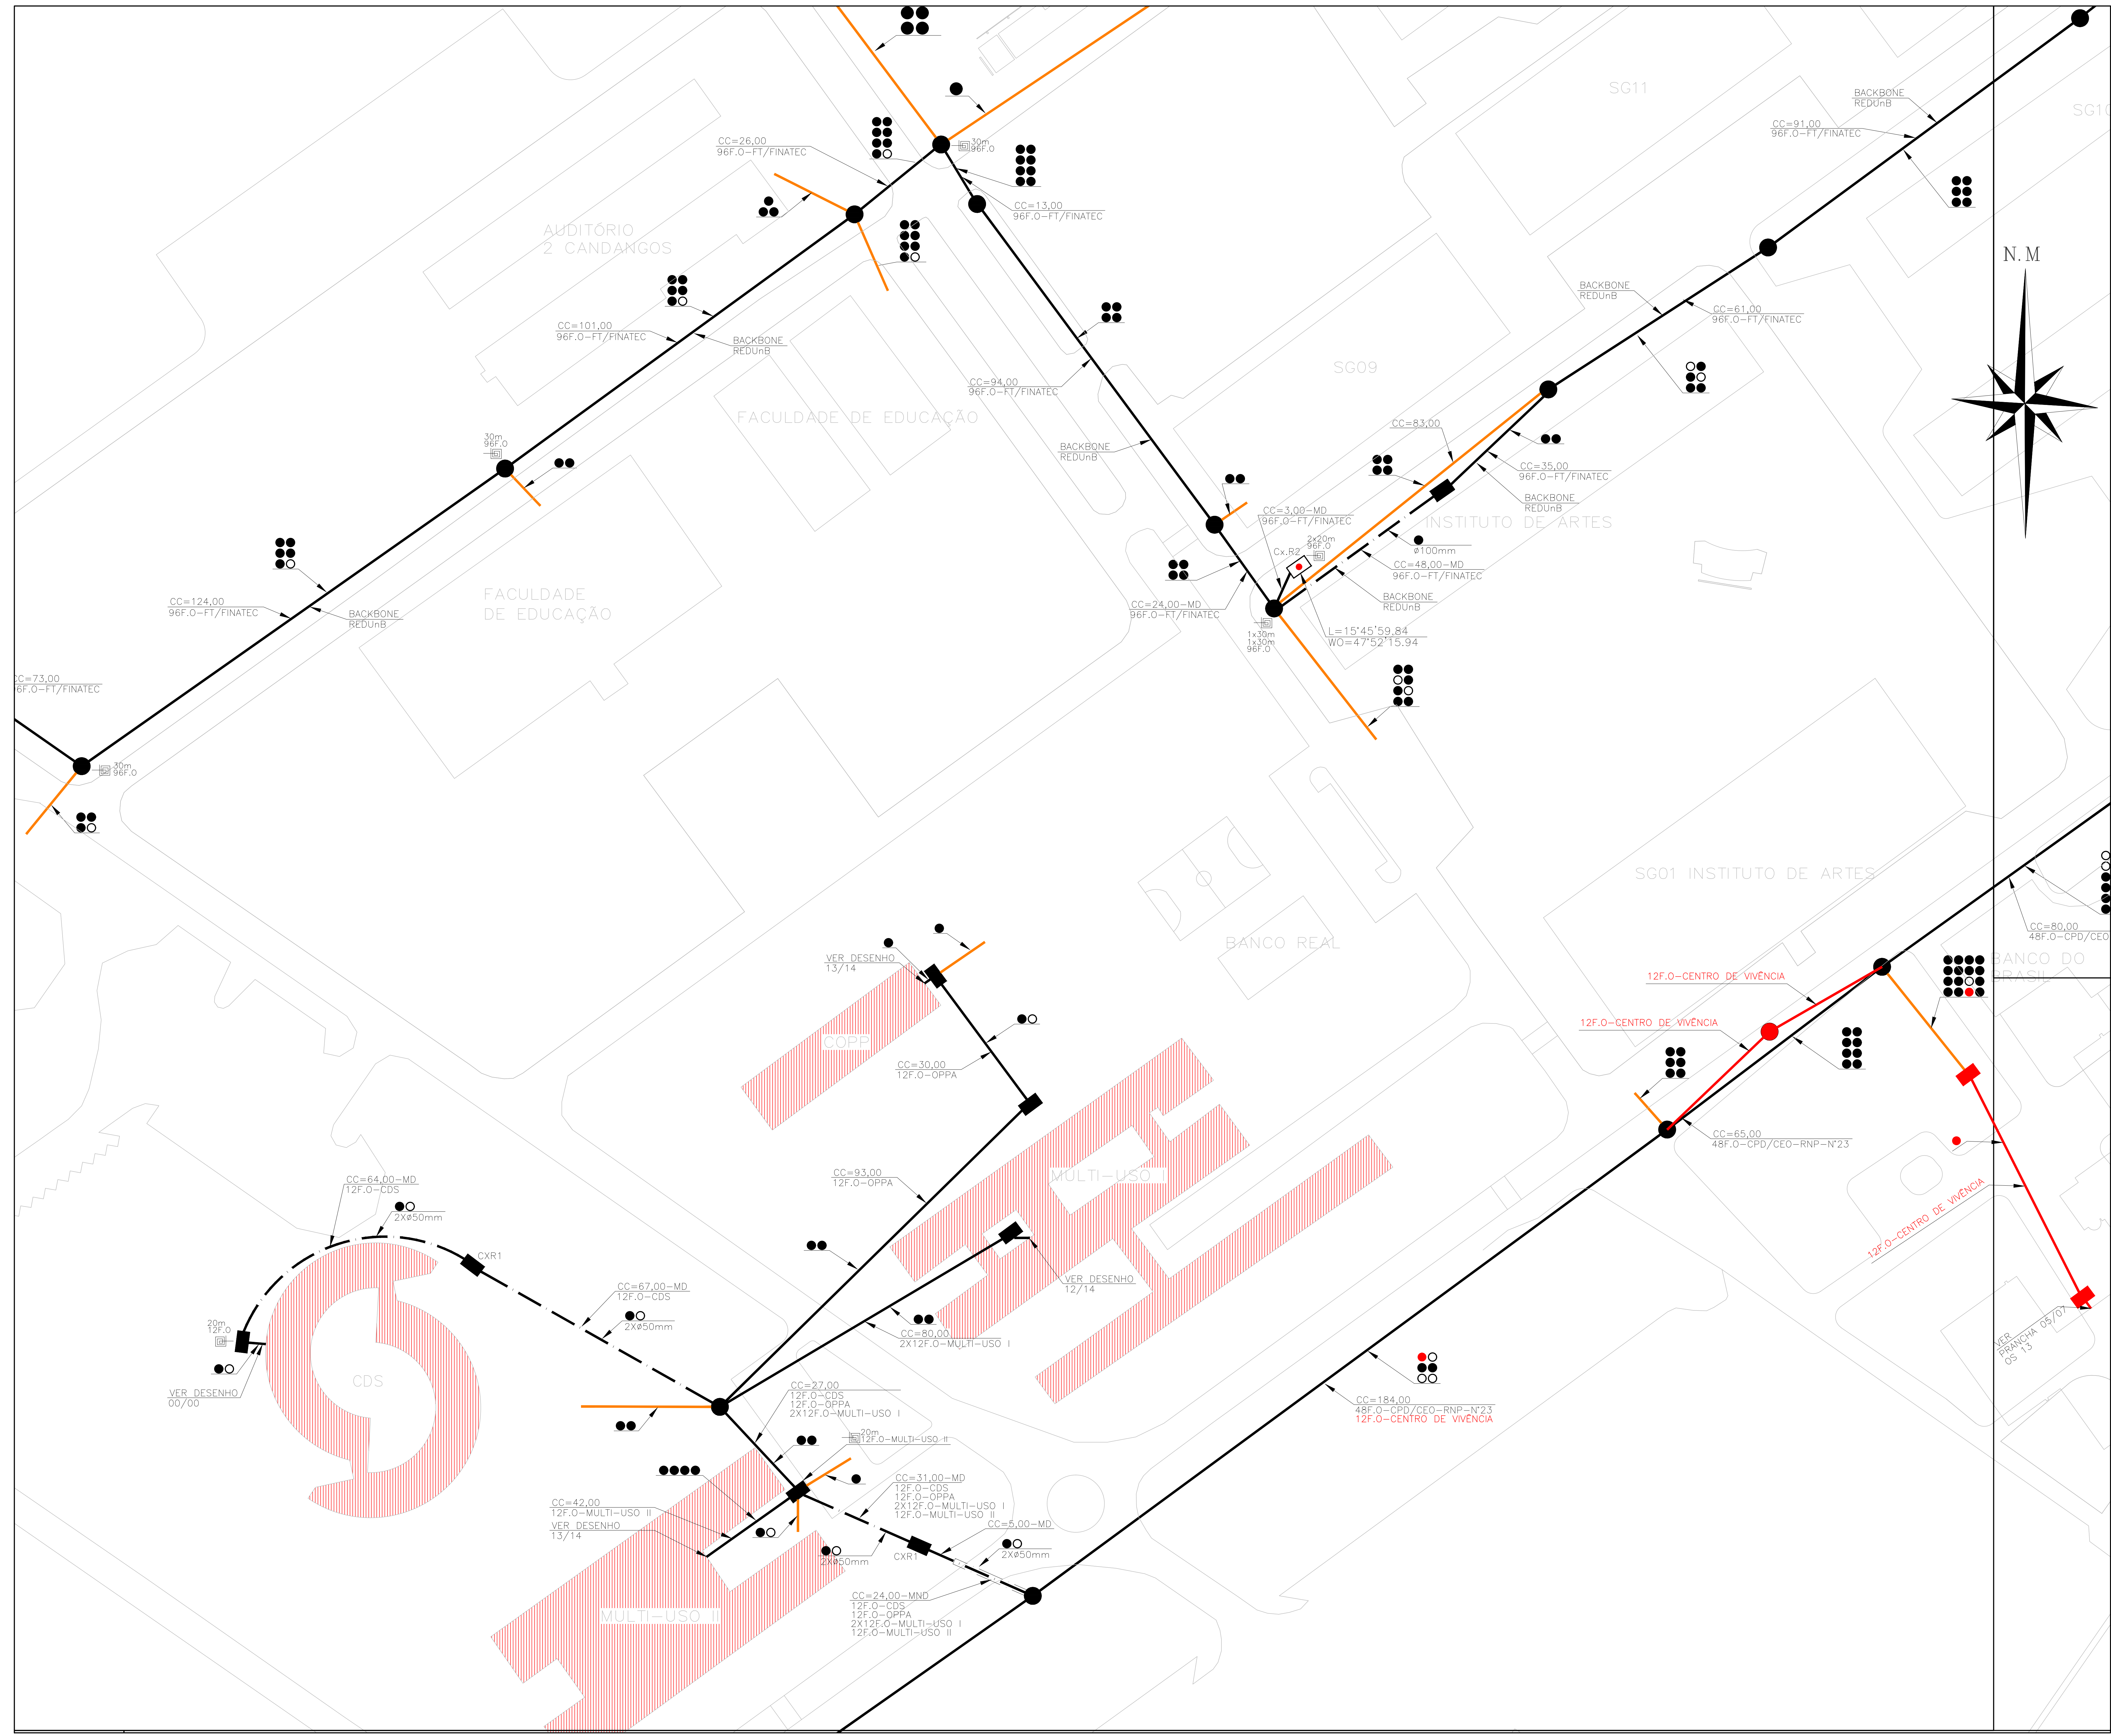 SG11
BACKBONE
REDUnB
CC=91,00
96F.O-FT/FINATEC
SG10
CC=26,00
96F.O-FT/FINATEC
30m
96F.O
CC=13,00
96F.O-FT/FINATEC
AUDITÓRIO
2 CANDANGOS
N.M
BACKBONE
REDUnB
CC=61,00
96F.O-FT/FINATEC
CC=101,00
96F.O-FT/FINATEC
BACKBONE
REDUnB
SG09
CC=94,00
96F.O-FT/FINATEC
FACULDADE DE EDUCAÇÃO
CC=83,00
30m
96F.O
BACKBONE
REDUnB
CC=35,00
96F.O-FT/FINATEC
BACKBONE
REDUnB
CC=3,00-MD
96F.O-FT/FINATEC
INSTITUTO DE ARTES
2x20m
96F.O
Cx.R2
ø100mm
CC=48,00-MD
96F.O-FT/FINATEC
BACKBONE
REDUnB
FACULDADE
DE EDUCAÇÃO
CC=124,00
96F.O-FT/FINATEC
BACKBONE
REDUnB
CC=24,00-MD
96F.O-FT/FINATEC
1x30m
1x30m
96F.O
L=15°45'59.84
WO=47°52'15.94
CC=73,00
96F.O-FT/FINATEC
30m
96F.O
SG01 INSTITUTO DE ARTES
CC=80,00
48F.O-CPD/CEO
BANCO REAL
BANCO DO
BRASIL
VER DESENHO
13/14
12F.O-CENTRO DE VIVÊNCIA
12F.O-CENTRO DE VIVÊNCIA
COPP
CC=30,00
12F.O-OPPA
CC=65,00
48F.O-CPD/CEO-RNP-N°23
MULTI-USO I
CC=93,00
12F.O-OPPA
CC=64,00-MD
12F.O-CDS
2Xø50mm
12F.O-CENTRO DE VIVÊNCIA
CXR1
VER DESENHO
12/14
CC=67,00-MD
12F.O-CDS
2Xø50mm
20m
12F.O
CC=80,00
2X12F.O-MULTI-USO I
VER
PRANCHA 05/07
OS 13
CDS
VER DESENHO
00/00
CC=27,00
12F.O-CDS
12F.O-OPPA
2X12F.O-MULTI-USO I
CC=184,00
48F.O-CPD/CEO-RNP-N°23
12F.O-CENTRO DE VIVÊNCIA
20m
12F.O-MULTI-USO II
CC=31,00-MD
12F.O-CDS
12F.O-OPPA
2X12F.O-MULTI-USO I
12F.O-MULTI-USO II
CC=42,00
12F.O-MULTI-USO II
VER DESENHO
13/14
CC=5,00-MD
2Xø50mm
2Xø50mm
CXR1
CC=24,00-MND
12F.O-CDS
12F.O-OPPA
2X12F.O-MULTI-USO I
12F.O-MULTI-USO II
MULTI-USO II